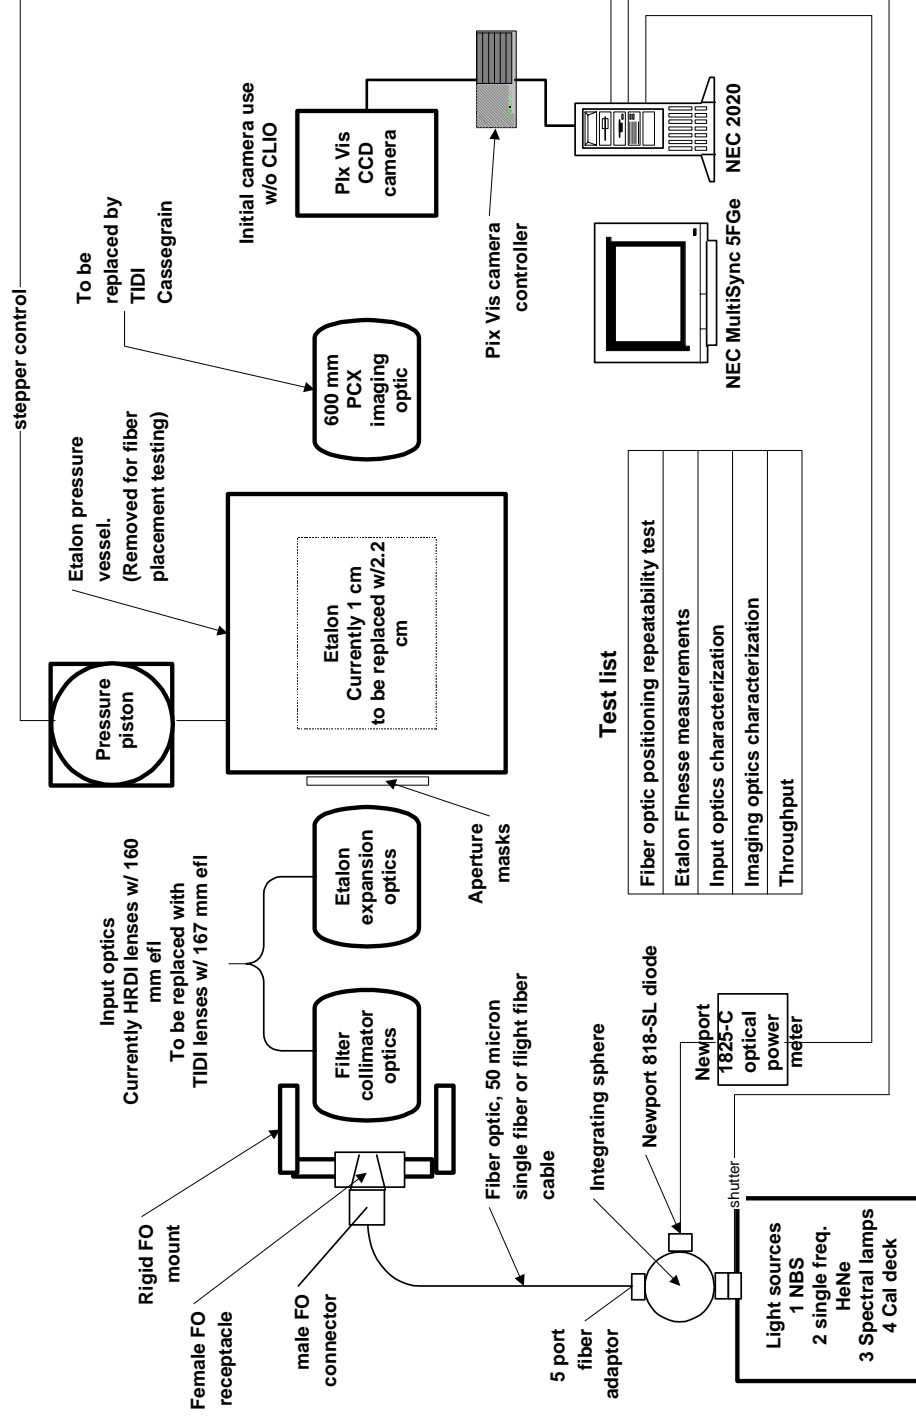 stepper control
Pressure
piston
Etalon pressure
vessel.
(Removed for fiber
placement testing)
To be
replaced by
TIDI
Cassegrain
Initial camera use
w/o CLIO
PIx Vis
CCD
camera
Input optics
Currently HRDI lenses w/ 160
mm efl
To be replaced with
TIDI lenses w/ 167 mm efl
Rigid FO
mount
Female FO
receptacle
male FO
connector
Filter
collimator
optics
Etalon
expansion
optics
Aperture
masks
Etalon
Currently 1 cm
to be replaced w/2.2
cm
600 mm
PCX
imaging
optic
Pix Vis camera
controller
NEC MultiSync 5FGe
NEC 2020
Fiber optic, 50 micron
single fiber or flight fiber
cable
5 port
fiber
adaptor
Integrating sphere
Newport 818-SL diode
Newport
1825-C
optical
power
meter
shutter
Light sources
1 NBS
2 single freq.
HeNe
3 Spectral lamps
4 Cal deck
Test list
Fiber optic positioning repeatability test
Etalon FInesse measurements
Input optics characterization
Imaging optics characterization
Throughput